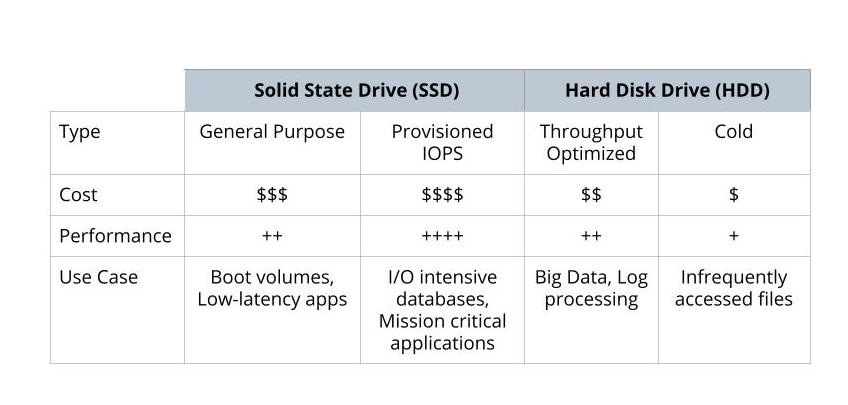 Solid State Drive (SSD) Hard Disk Drive (HDD)
Type General Purpose Provisioned IOPS Throughput Optimized Cold
Cost $$$ $$$$ $$ $
Performance ++ ++++ ++ +
Use Case Boot volumes, Low-latency apps I/O intensive databases, Mission critical applications Big Data, Log processing Infrequently accessed files